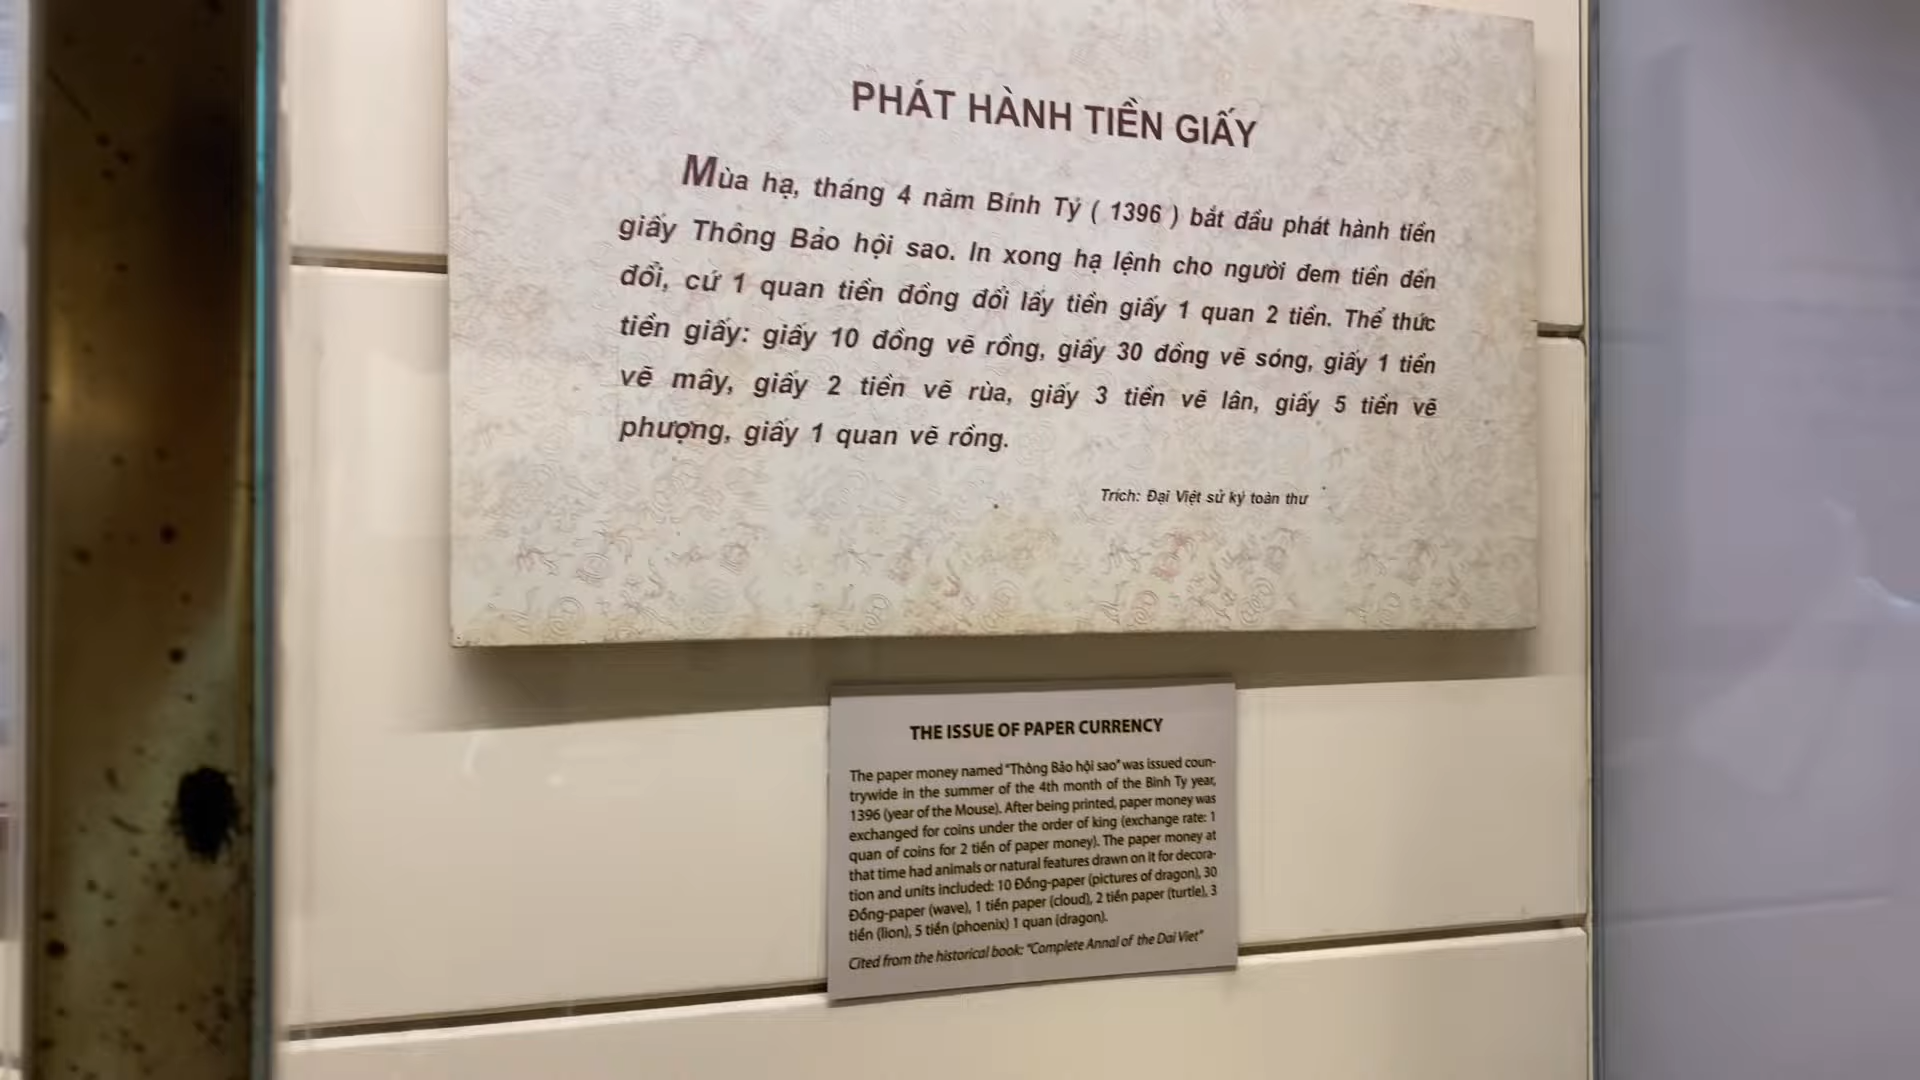 PHÁT HÀNH TIỀN GIẤY
Mùa hạ, tháng 4 năm Bính Tý ( 1396 ) bắt đầu phát hành tiền
giấy Thông Bảo hội sao. In xong hạ lệnh cho người đem tiền đến
đổi, cứ 1 quan tiền đồng đổi lấy tiền giấy 1 quan 2 tiền. Thể thức
tiền giấy: giấy 10 đồng vẽ rồng, giấy 30 đồng vẽ sóng, giấy 1 tiền
vẽ mây, giấy 2 tiền vẽ rùa, giấy 3 tiền vẽ lân, giấy 5 tiền vẽ
phượng, giấy 1 quan vẽ rồng.
Trích: Đại Việt sử ký toàn thư
THE ISSUE OF PAPER CURRENCY
The paper money named "Thông Bảo hội sao" was issued coun-
trywide in the summer of the 4th month of the Binh Ty year,
1396 (year of the Mouse). After being printed, paper money was
exchanged for coins under the order of king (exchange rate: 1
quan of coins for 2 tiền of paper money). The paper money at
that time had animals or natural features drawn on it for decora-
tion and units included: 10 Đồng-paper (pictures of dragon), 30
Đồng-paper (wave), 1 tiền paper (cloud), 2 tiền paper (turtle), 3
tiền (lion), 5 tiền (phoenix) 1 quan (dragon).
Cited from the historical book: "Complete Annal of the Dai Viet"